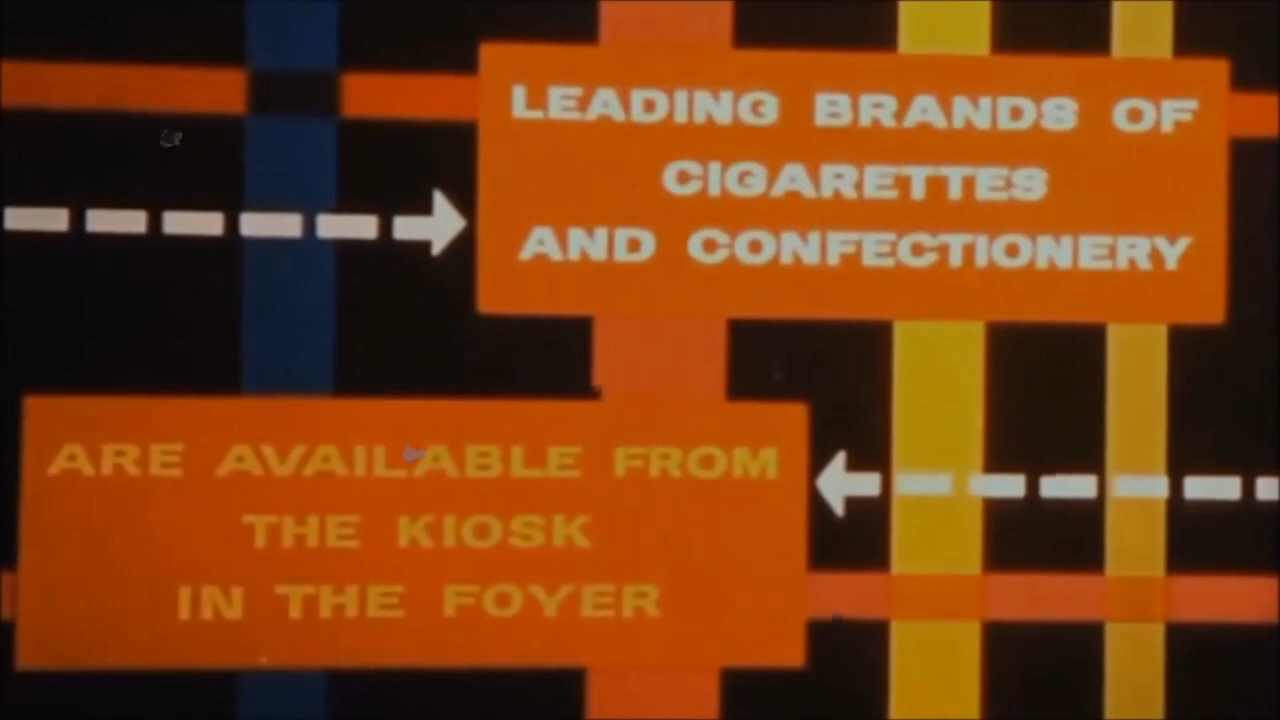 LEADING BRANDS OF
CIGARETTES
AND CONFECTIONERY
ARE AVAILABLE FROM
THE KIOSK
IN THE FOYER